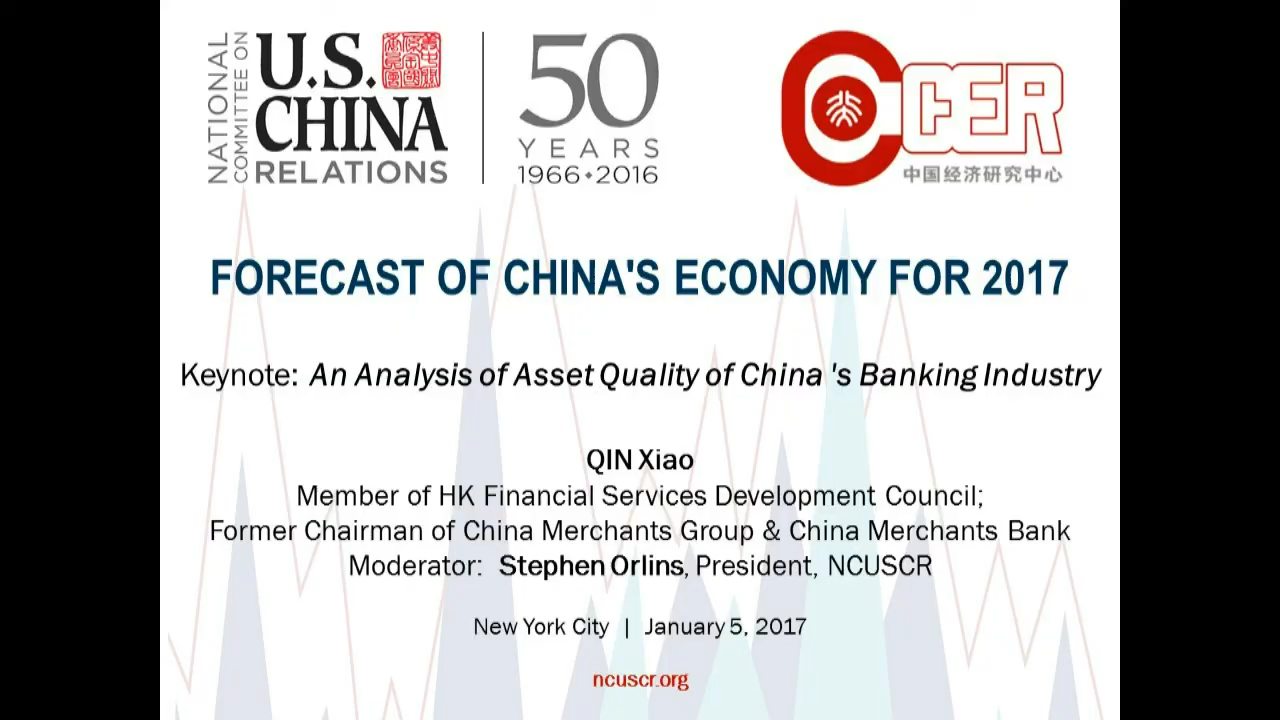 NATIONAL
COMMITTEE ON
U.S.
CHINA
RELATIONS
50
YEARS
1966•2016
CCER
中国经济研究中心
FORECAST OF CHINA'S ECONOMY FOR 2017
Keynote: An Analysis of Asset Quality of China 's Banking Industry
QIN Xiao
Member of HK Financial Services Development Council;
Former Chairman of China Merchants Group & China Merchants Bank
Moderator: Stephen Orlins, President, NCUSCR
New York City | January 5, 2017
ncuscr.org